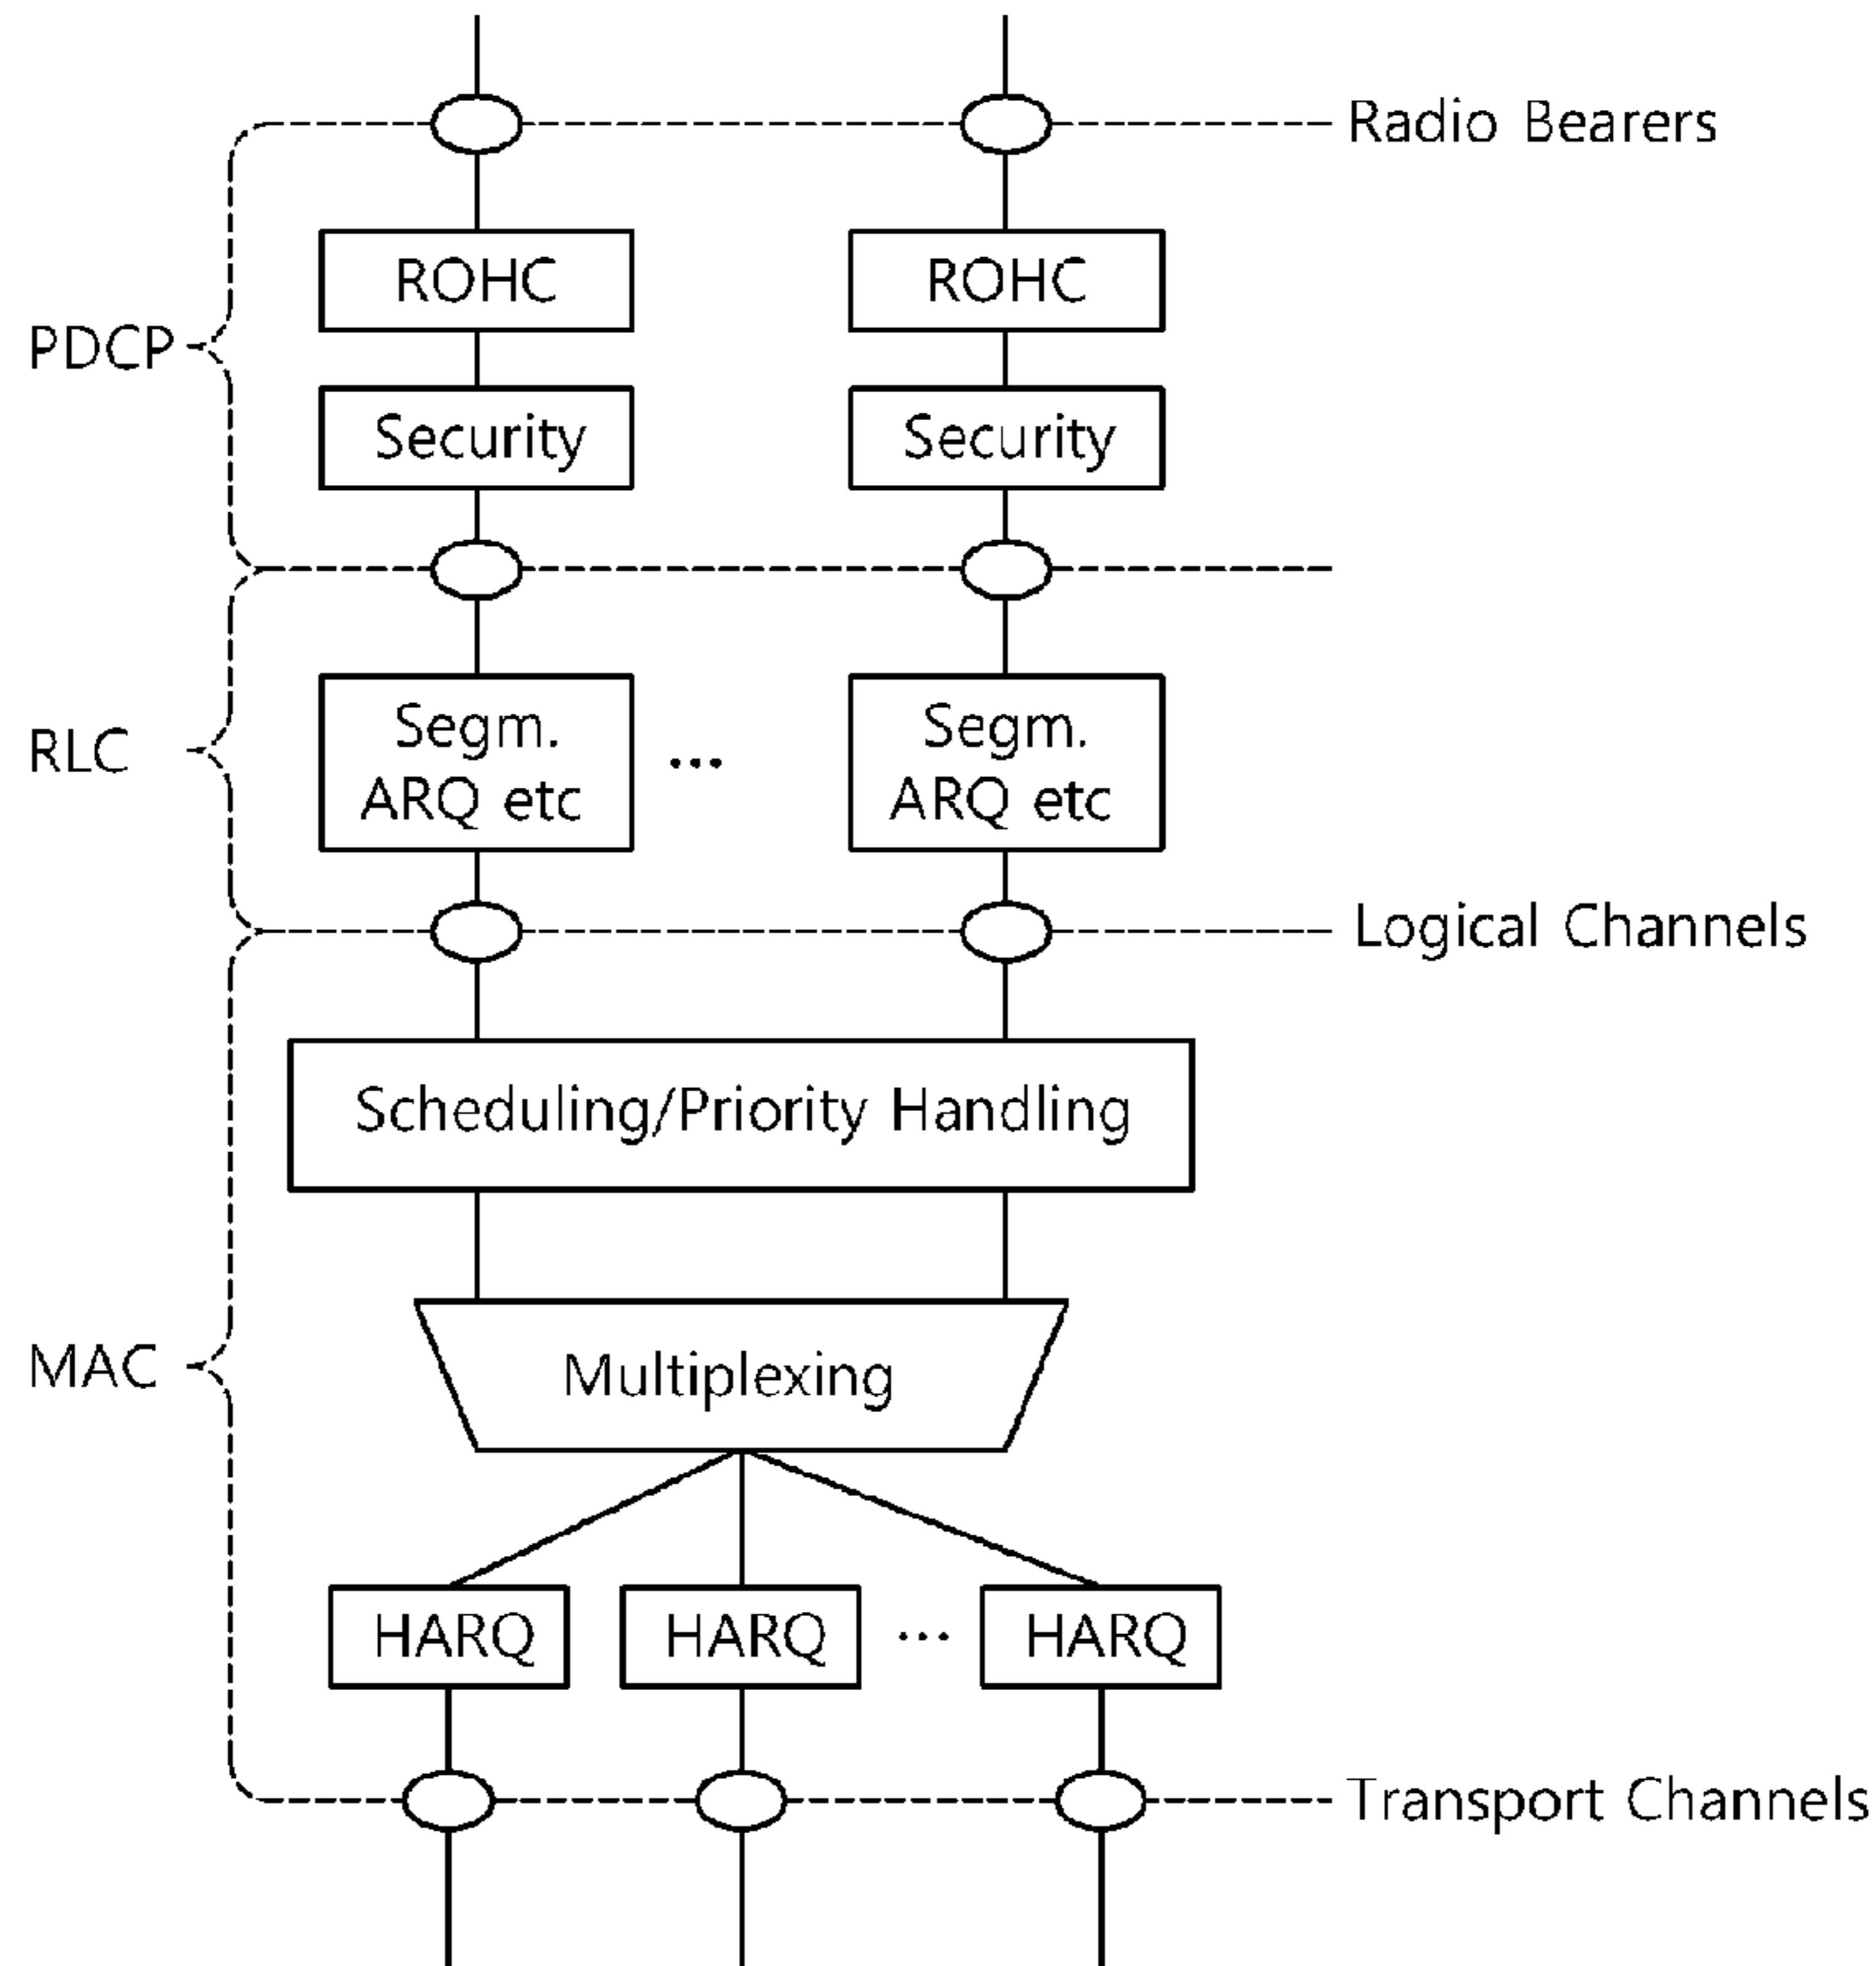 Radio Bearers
ROHC
ROHC
PDCP
Security
Security
Segm.
ARQ etc
...
Segm.
ARQ etc
RLC
Logical Channels
Scheduling/Priority Handling
Multiplexing
MAC
HARQ
HARQ
...
HARQ
Transport Channels